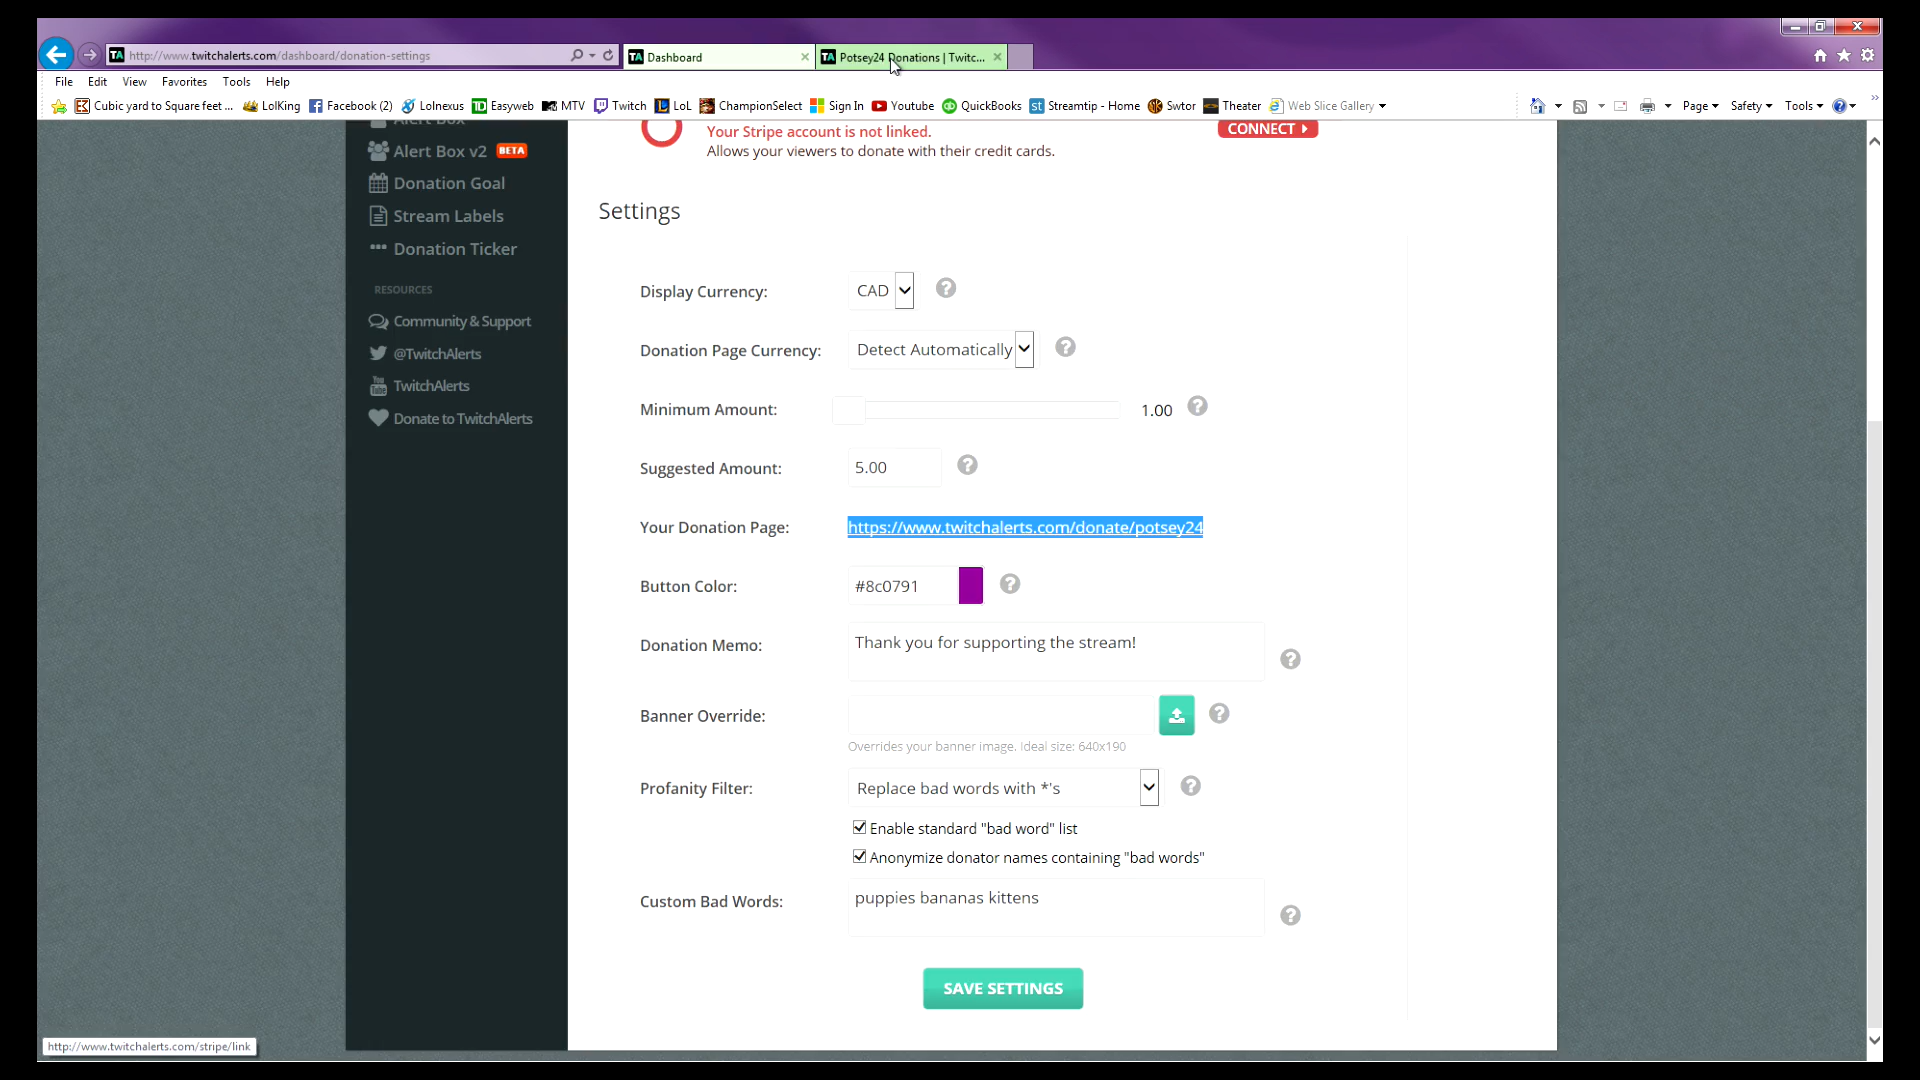 http://www.twitchalerts.com/dashboard/donation-settings
TA Dashboard
TA Potsey24 Donations | Twitc...
File Edit View Favorites Tools Help
Cubic yard to Square feet ... LolKing Facebook (2) Lolnexus TD Easyweb MTV Twitch LoL ChampionSelect Sign In Youtube qb QuickBooks st Streamtip - Home Swtor Theater Web Slice Gallery Page Safety Tools
Your Stripe account is not linked.
Allows your viewers to donate with their credit cards.
CONNECT
Alert Box
Alert Box v2 BETA
Donation Goal
Stream Labels
Donation Ticker
RESOURCES
Community & Support
@TwitchAlerts
TwitchAlerts
Donate to TwitchAlerts
Settings
Display Currency: CAD ?
Donation Page Currency: Detect Automatically ?
Minimum Amount: 1.00 ?
Suggested Amount: 5.00 ?
Your Donation Page: https://www.twitchalerts.com/donate/potsey24
Button Color: #8c0791 ?
Donation Memo: Thank you for supporting the stream! ?
Banner Override: ?
Overrides your banner image. Ideal size: 640x190
Profanity Filter: Replace bad words with *'s ?
Enable standard "bad word" list
Anonymize donator names containing "bad words"
Custom Bad Words: puppies bananas kittens ?
SAVE SETTINGS
http://www.twitchalerts.com/stripe/link